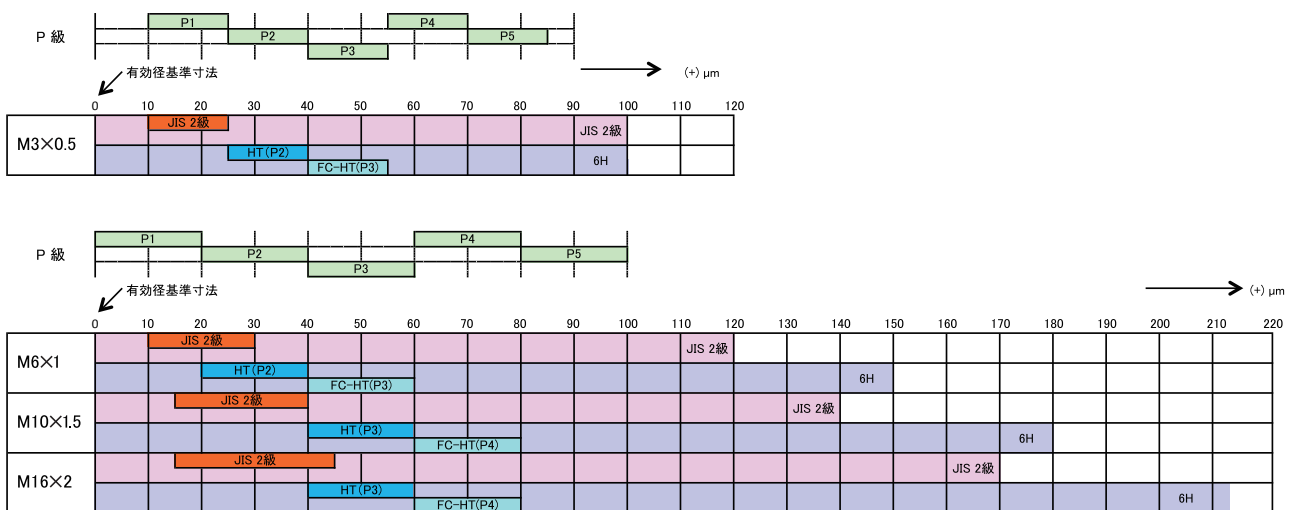 P1 P4
P 級 P2 P5
P3
有効径基準寸法 (+) μm
0 10 20 30 40 50 60 70 80 90 100 110 120
JIS 2級 JIS 2級
M3×0.5
HT(P2) 6H
FC-HT(P3)
P1 P4
P 級 P2 P5
P3
有効径基準寸法 (+) μm
0 10 20 30 40 50 60 70 80 90 100 110 120 130 140 150 160 170 180 190 200 210 220
JIS 2級 JIS 2級
M6×1
HT(P2) 6H
FC-HT(P3)
JIS 2級 JIS 2級
M10×1.5
HT(P3) 6H
FC-HT(P4)
JIS 2級 JIS 2級
M16×2
HT(P3) 6H
FC-HT(P4)